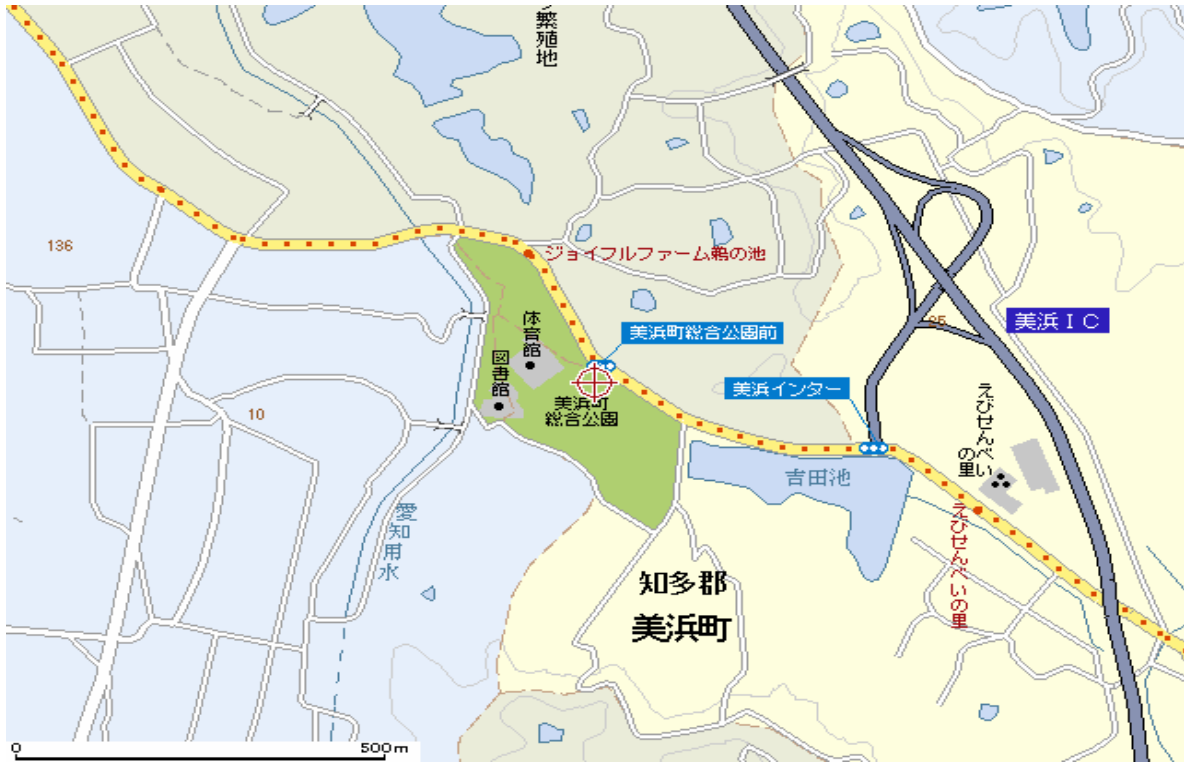 繁殖地
136
ジョイフルファーム鵜の池
美浜町総合公園前
体育館
図書館
美浜町
総合公園
10
美浜インター
25
美浜IC
えびせんべい
の里
吉田池
えびせんべいの里
愛知用水
知多郡
美浜町
0
500m